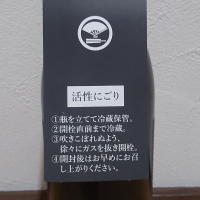 活性にごり
①瓶を立てて冷蔵保管。
②開栓直前まで冷蔵。
③吹きこぼれぬよう、
徐々にガスを抜き開栓。
④開封後はお早めにお召
し上がりください。